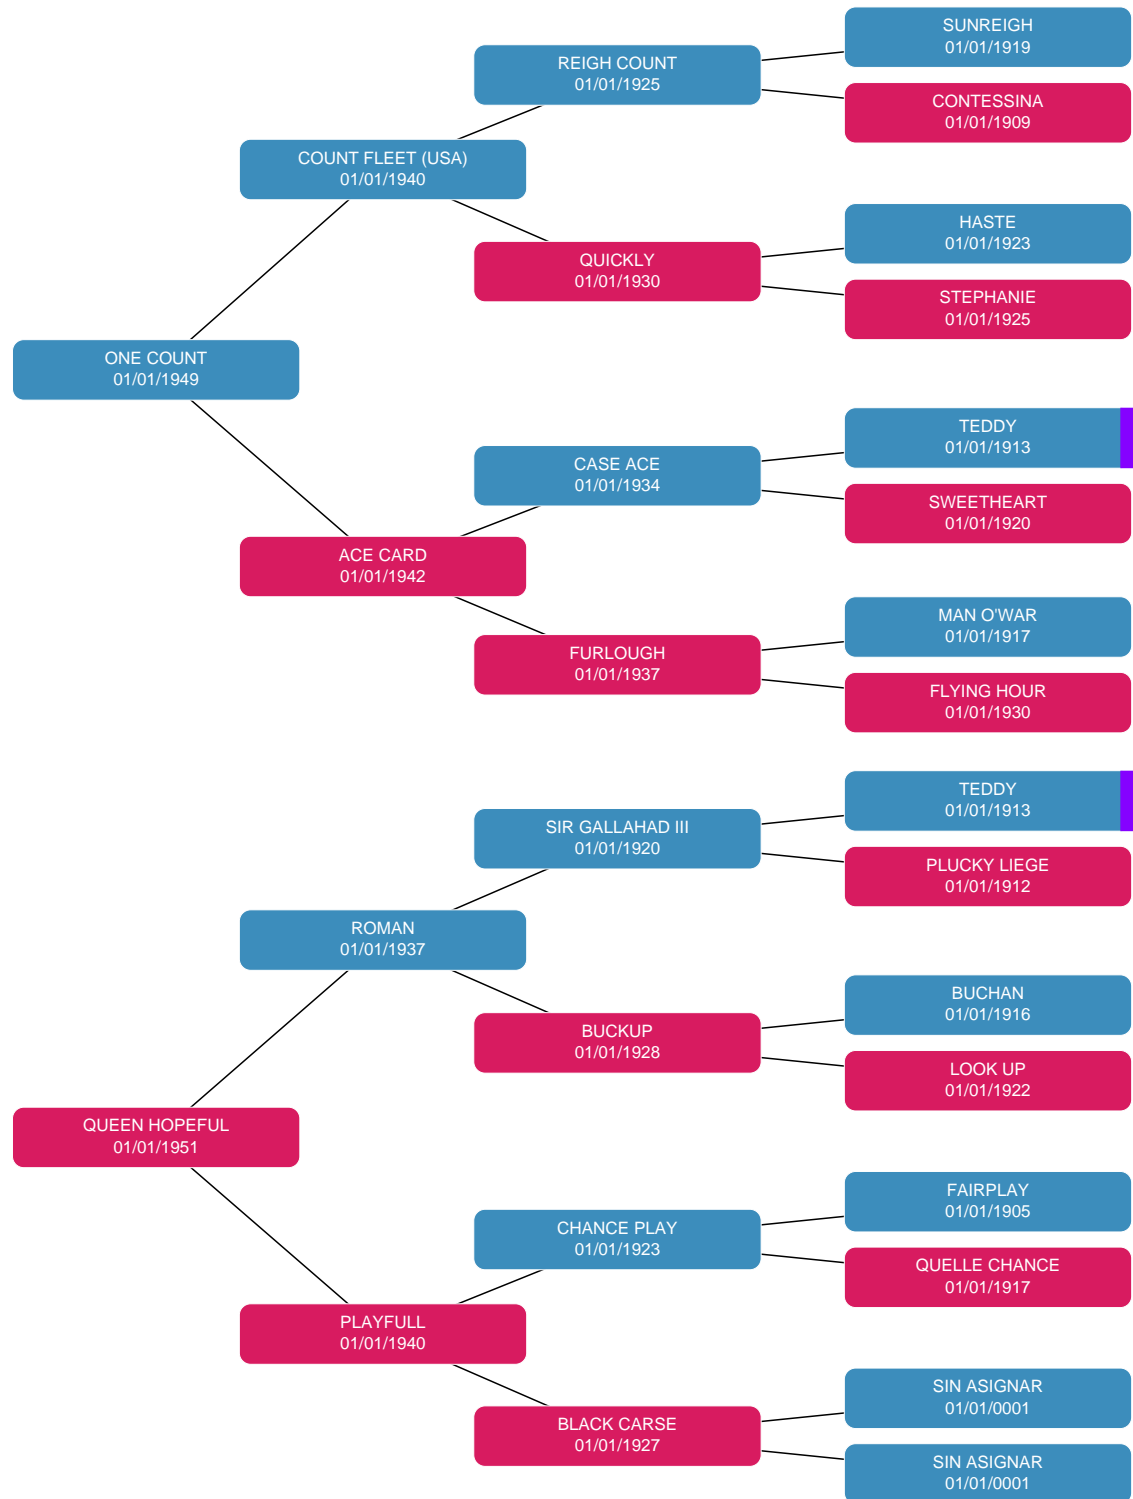 SUNREIGH
01/01/1919
REIGH COUNT
01/01/1925
CONTESSINA
01/01/1909
COUNT FLEET (USA)
01/01/1940
HASTE
01/01/1923
QUICKLY
01/01/1930
STEPHANIE
01/01/1925
ONE COUNT
01/01/1949
TEDDY
01/01/1913
CASE ACE
01/01/1934
SWEETHEART
01/01/1920
ACE CARD
01/01/1942
MAN O'WAR
01/01/1917
FURLOUGH
01/01/1937
FLYING HOUR
01/01/1930
TEDDY
01/01/1913
SIR GALLAHAD III
01/01/1920
PLUCKY LIEGE
01/01/1912
ROMAN
01/01/1937
BUCHAN
01/01/1916
BUCKUP
01/01/1928
LOOK UP
01/01/1922
QUEEN HOPEFUL
01/01/1951
FAIRPLAY
01/01/1905
CHANCE PLAY
01/01/1923
QUELLE CHANCE
01/01/1917
PLAYFULL
01/01/1940
SIN ASIGNAR
01/01/0001
BLACK CARSE
01/01/1927
SIN ASIGNAR
01/01/0001